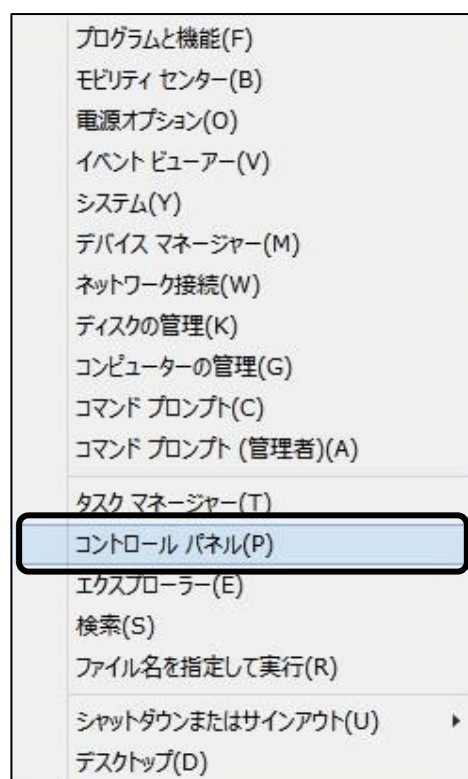 プログラムと機能(F)
モビリティ センター(B)
電源オプション(O)
イベント ビューアー(V)
システム(Y)
デバイス マネージャー(M)
ネットワーク接続(W)
ディスクの管理(K)
コンピューターの管理(G)
コマンド プロンプト(C)
コマンド プロンプト (管理者)(A)
タスク マネージャー(T)
コントロール パネル(P)
エクスプローラー(E)
検索(S)
ファイル名を指定して実行(R)
シャットダウンまたはサインアウト(U)
デスクトップ(D)